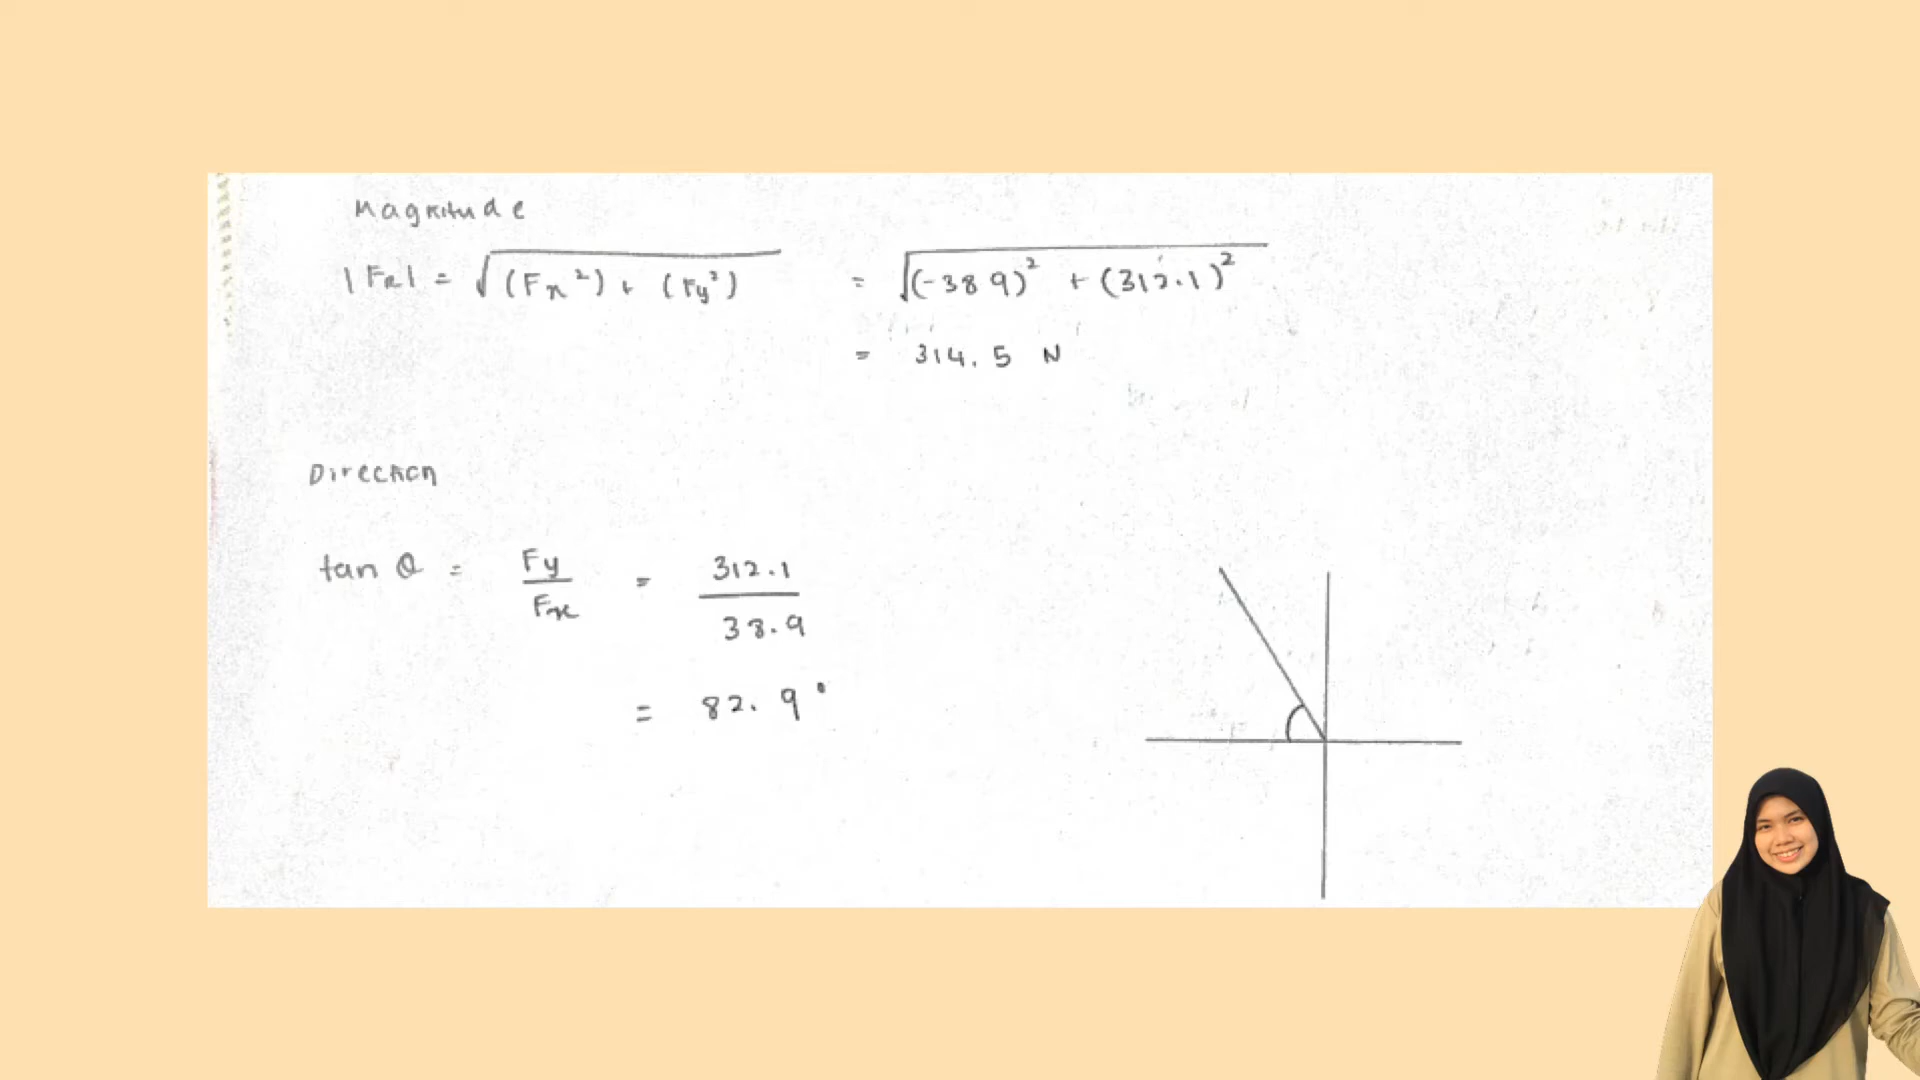 Magnitude
|FR| = √(Fx²) + (Fy²) = √(-38 9)² + (312.1)²
= 314.5 N
Direction
tan θ = Fy/Fx = 312.1/38.9
= 82.9°